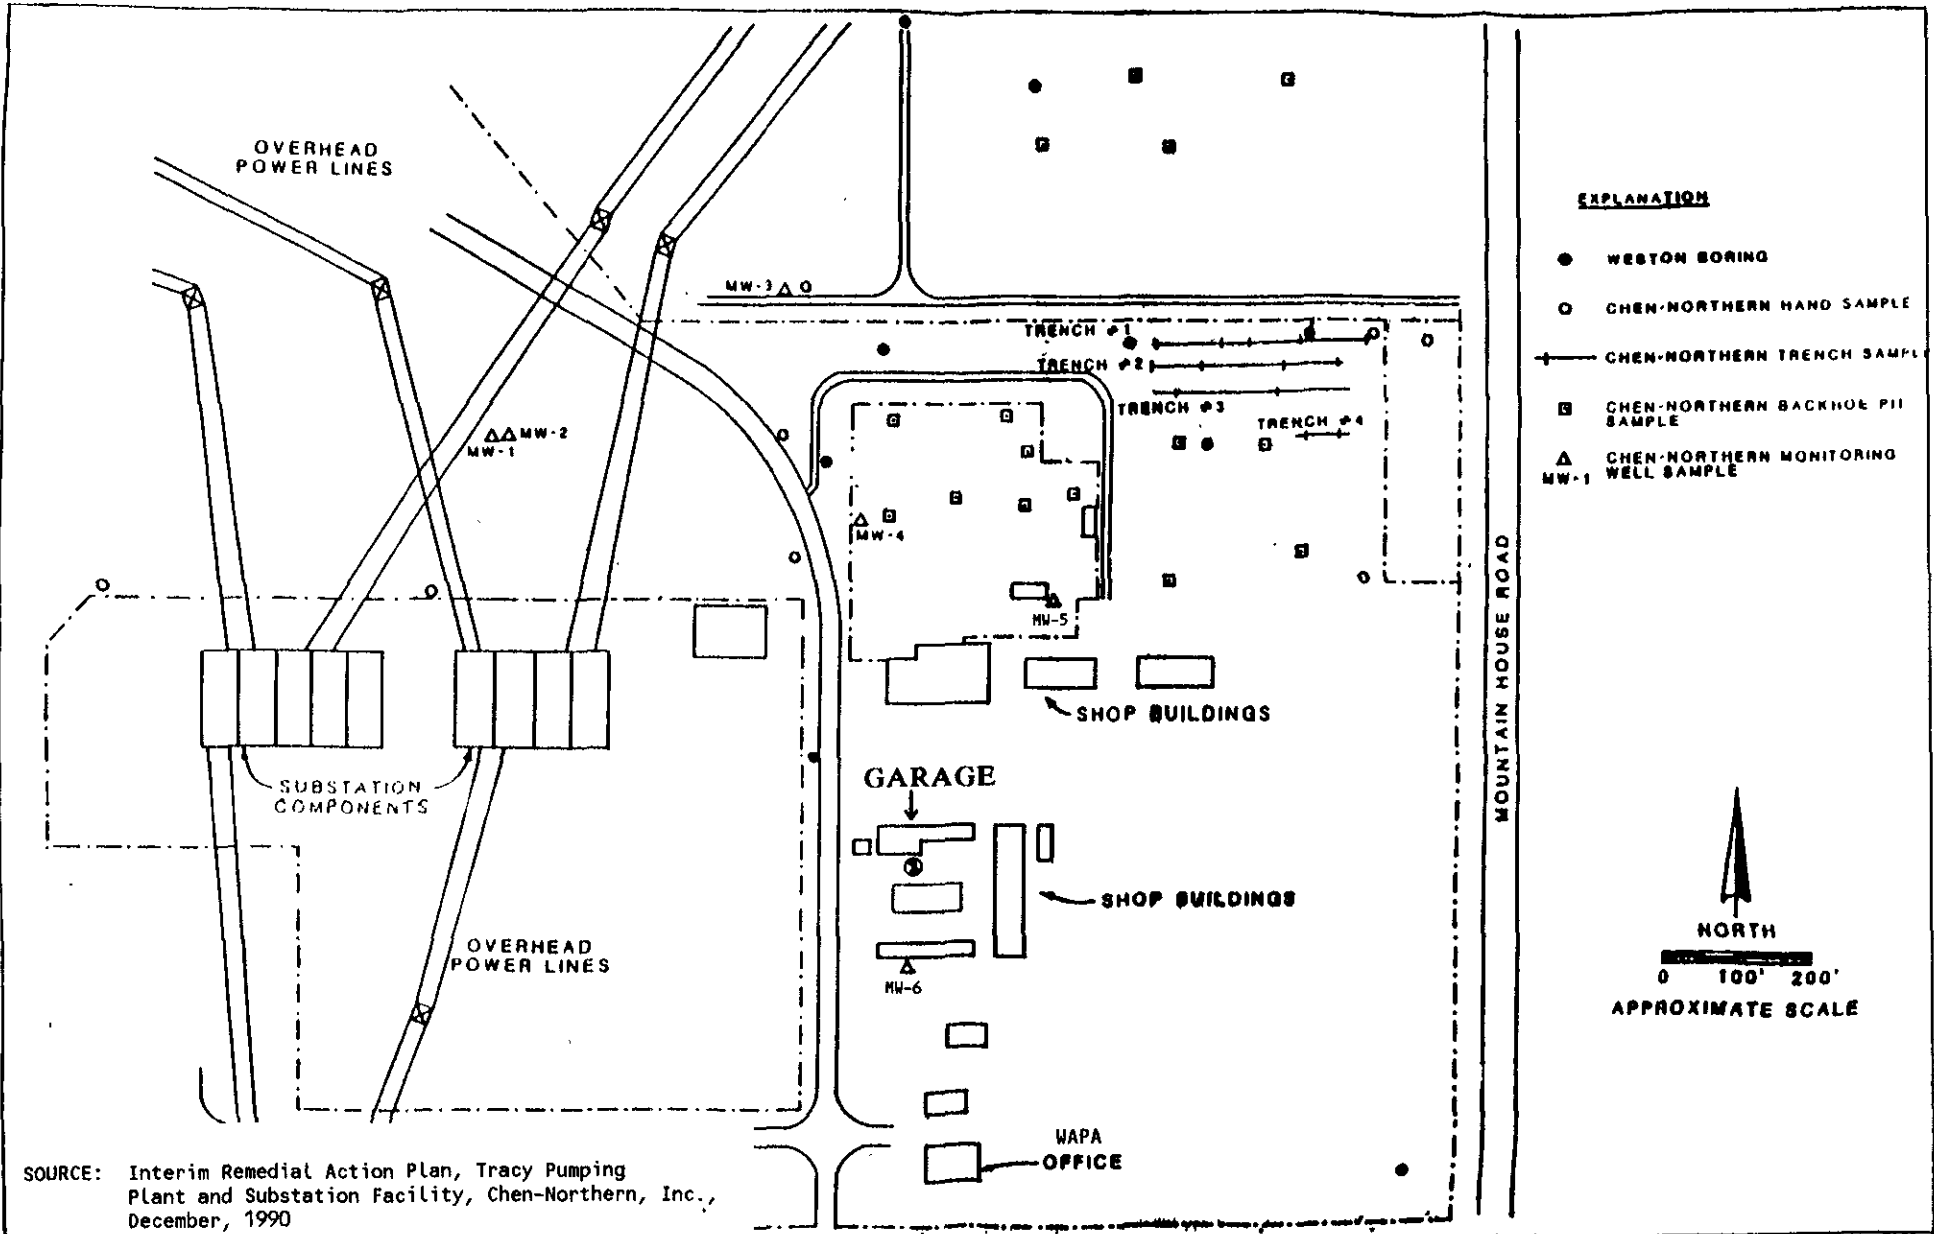 OVERHEAD
POWER LINES
MW-3
MW-2
MW-1
TRENCH #1
TRENCH #2
TRENCH #3
TRENCH #4
MW-4
MW-5
SHOP BUILDINGS
SUBSTATION
COMPONENTS
GARAGE
SHOP BUILDINGS
OVERHEAD
POWER LINES
MW-6
WAPA
OFFICE
MOUNTAIN HOUSE ROAD
EXPLANATION
WESTON BORING
CHEN-NORTHERN HAND SAMPLE
CHEN-NORTHERN TRENCH SAMPLE
CHEN-NORTHERN BACKHOE PIT
SAMPLE
CHEN-NORTHERN MONITORING
MW-1 WELL SAMPLE
NORTH
0 100' 200'
APPROXIMATE SCALE
SOURCE: Interim Remedial Action Plan, Tracy Pumping
Plant and Substation Facility, Chen-Northern, Inc.,
December, 1990